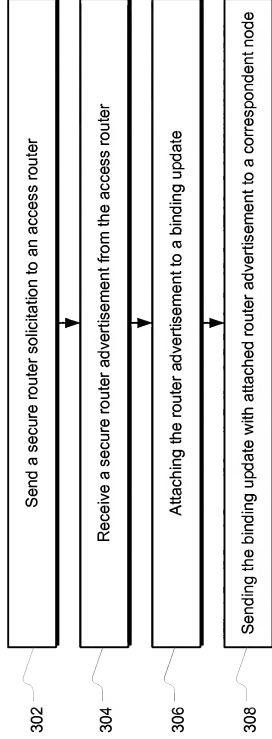 302
Send a secure router solicitation to an access router
304
Receive a secure router advertisement from the access router
306
Attaching the router advertisement to a binding update
308
Sending the binding update with attached router advertisement to a correspondent node